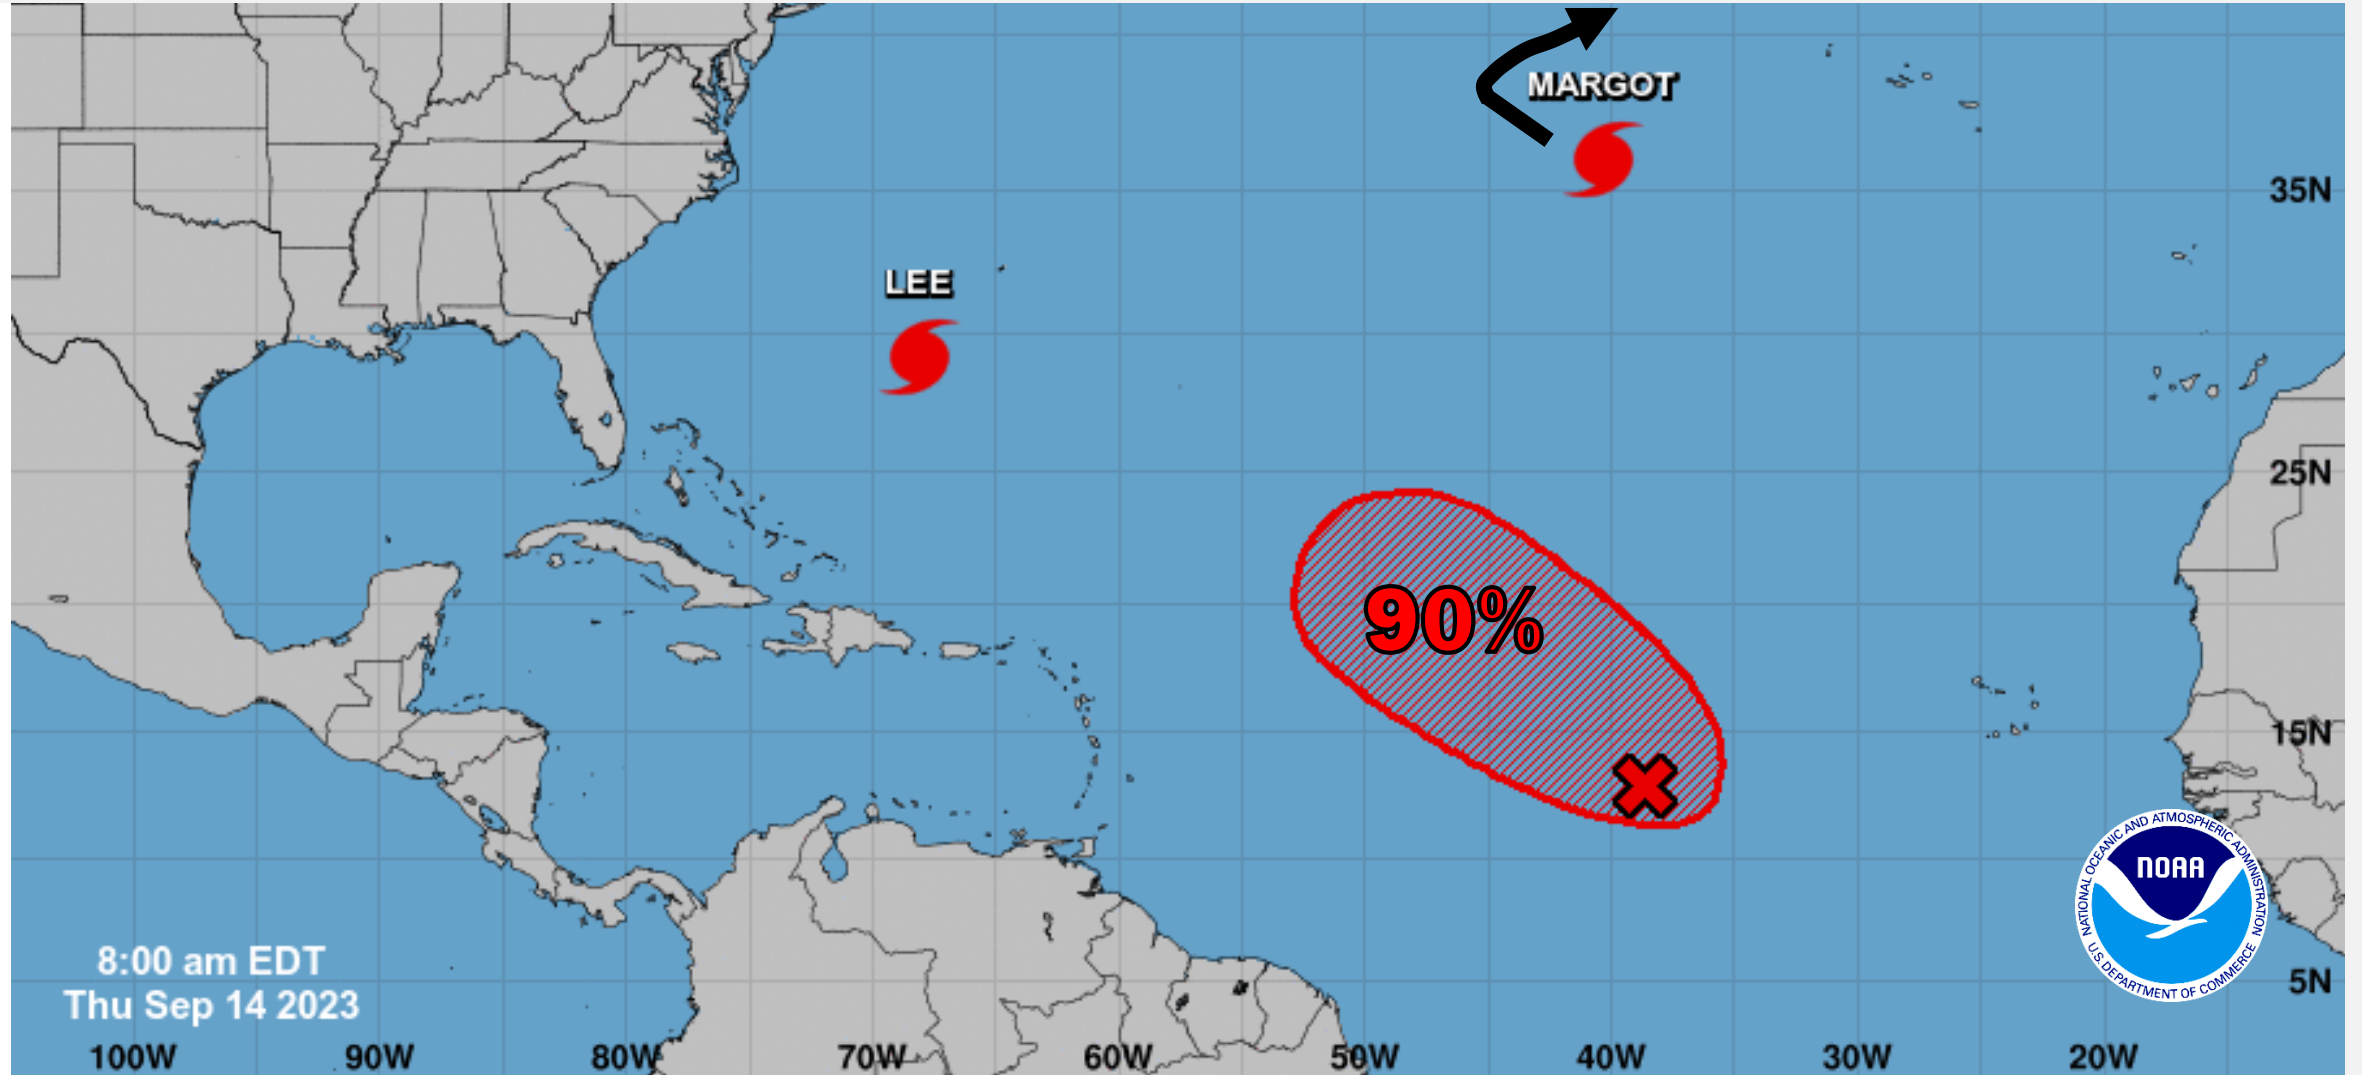 MARGOT
35N
LEE
25N
90%
15N
NATIONAL OCEANIC AND ATMOSPHERIC ADMINISTRATION
NOAA
U.S. DEPARTMENT OF COMMERCE
8:00 am EDT
Thu Sep 14 2023
5N
100W 90W 80W 70W 60W 50W 40W 30W 20W